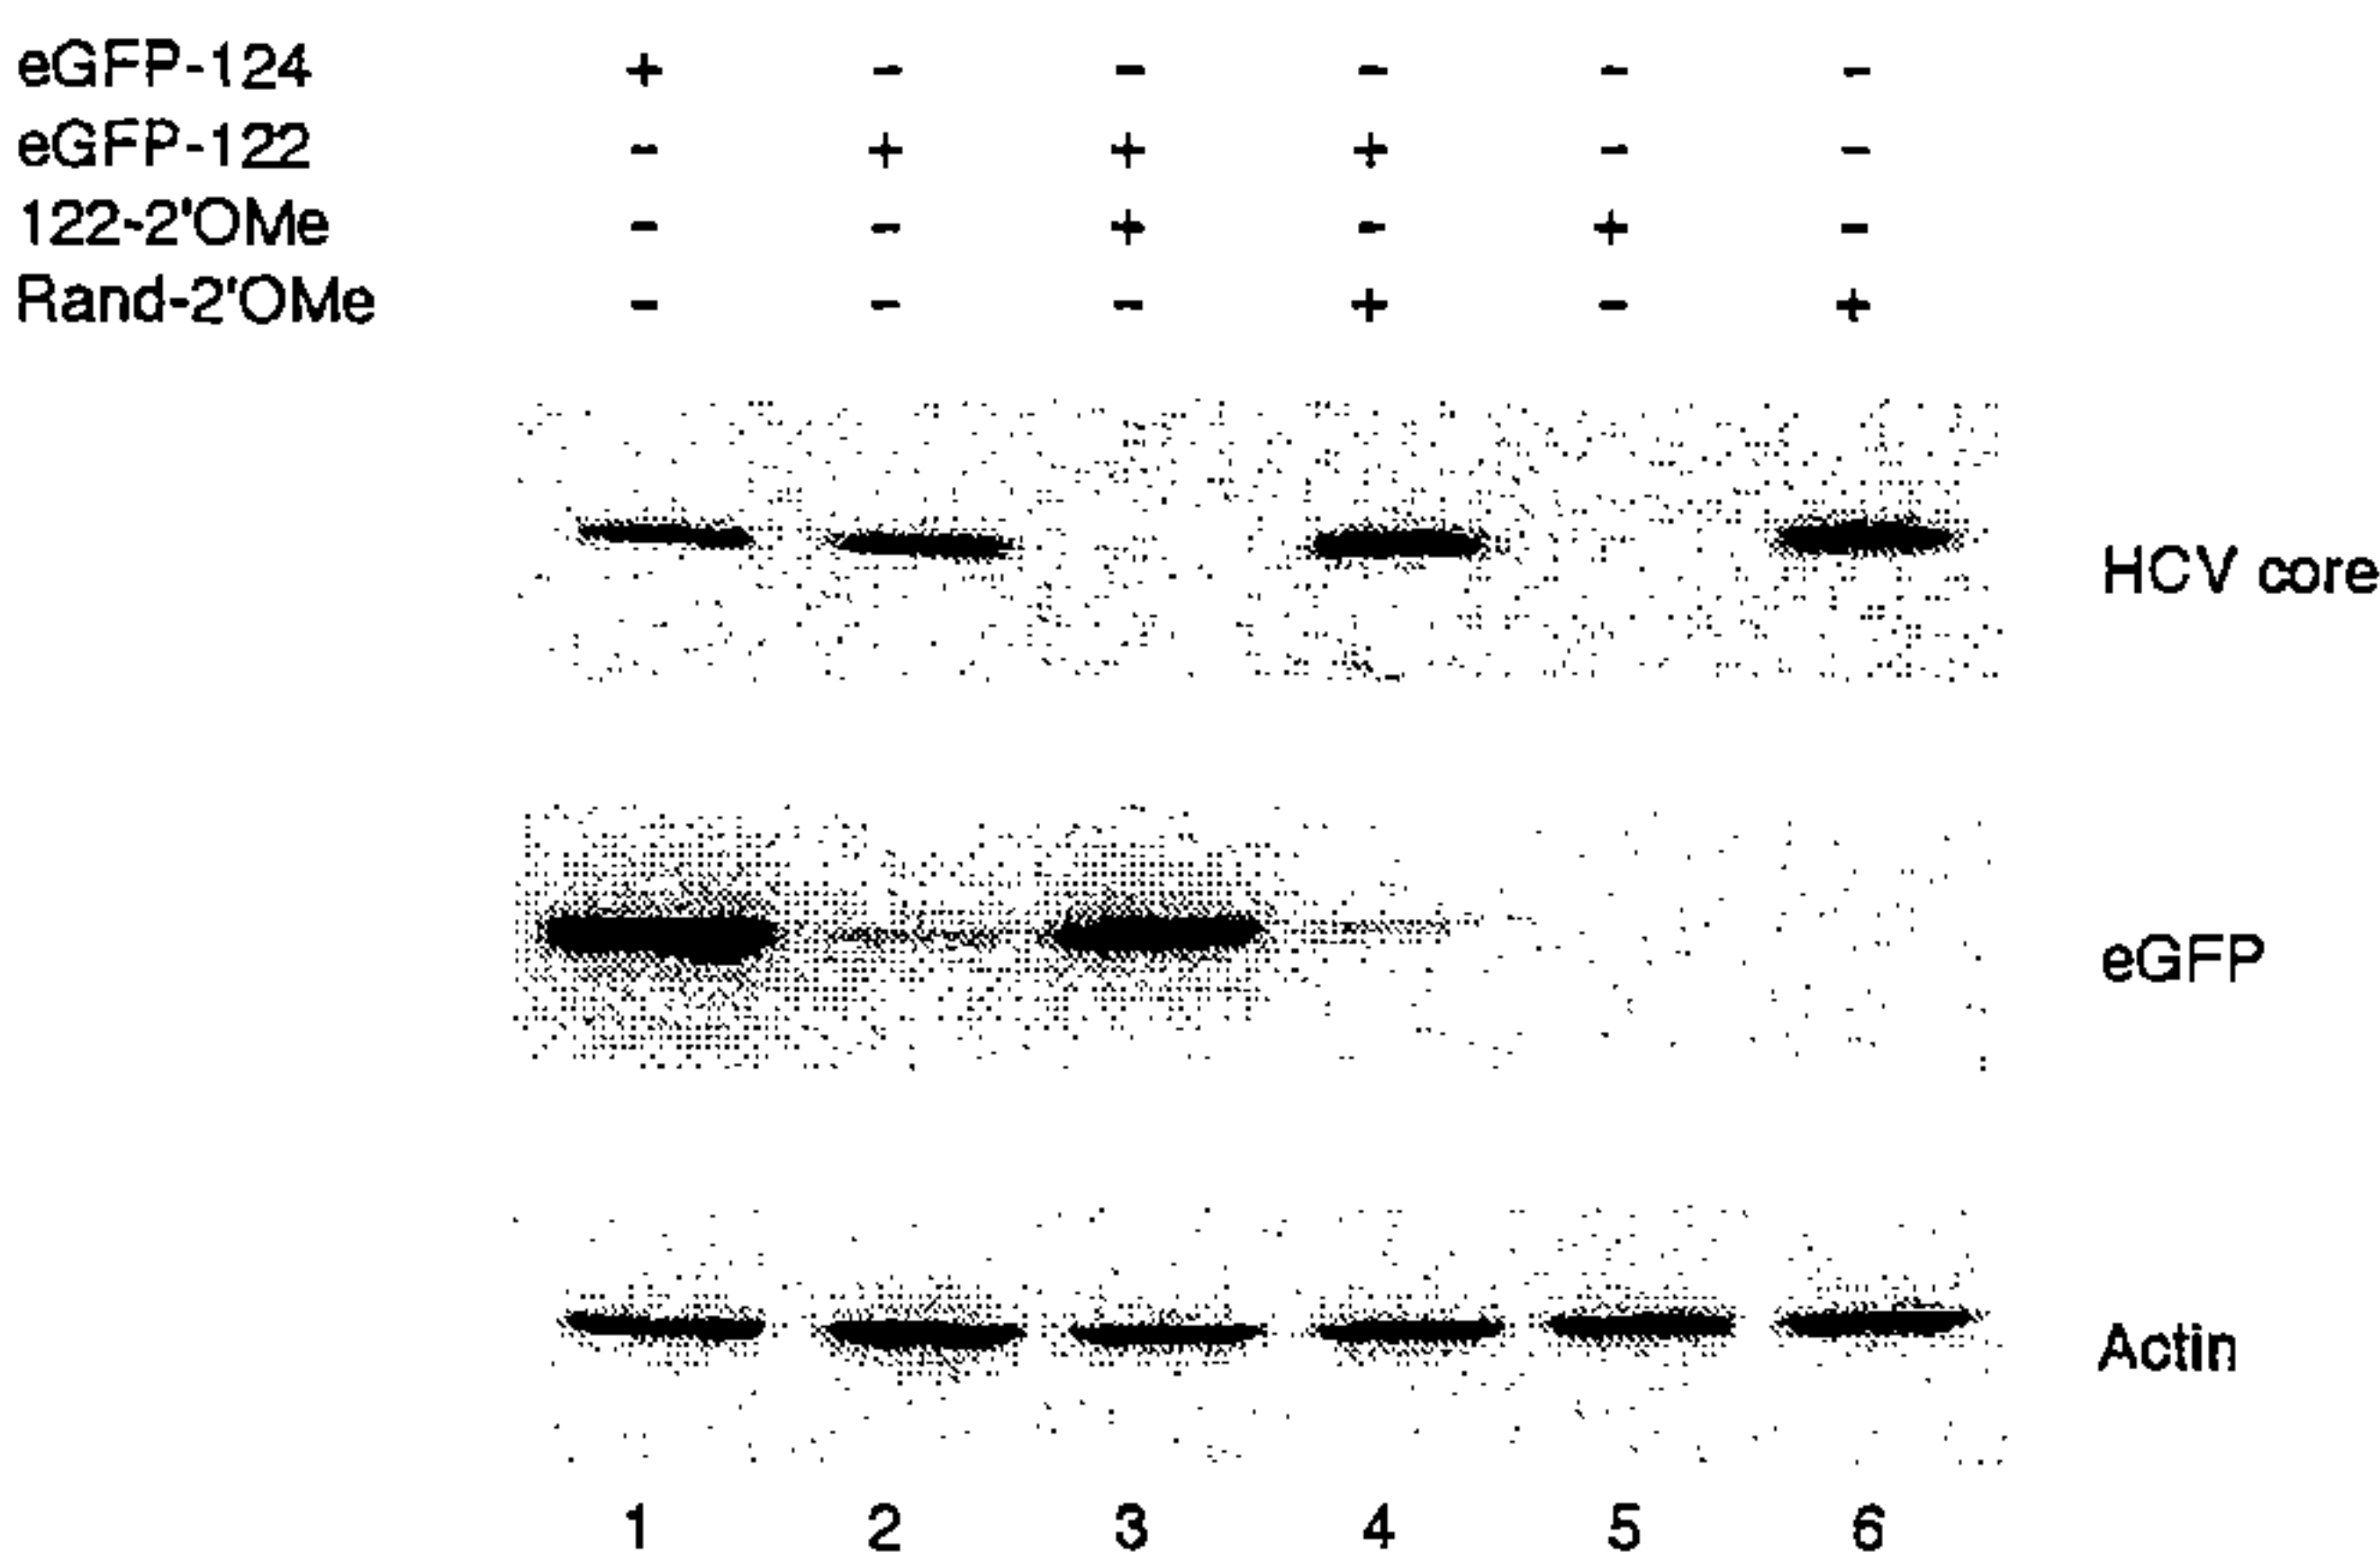 eGFP-124 + - - - - -
eGFP-122 - + + + - -
122-2'OMe - - + - + -
Rand-2'OMe - - - + - +
HCV core
eGFP
Actin
1 2 3 4 5 6